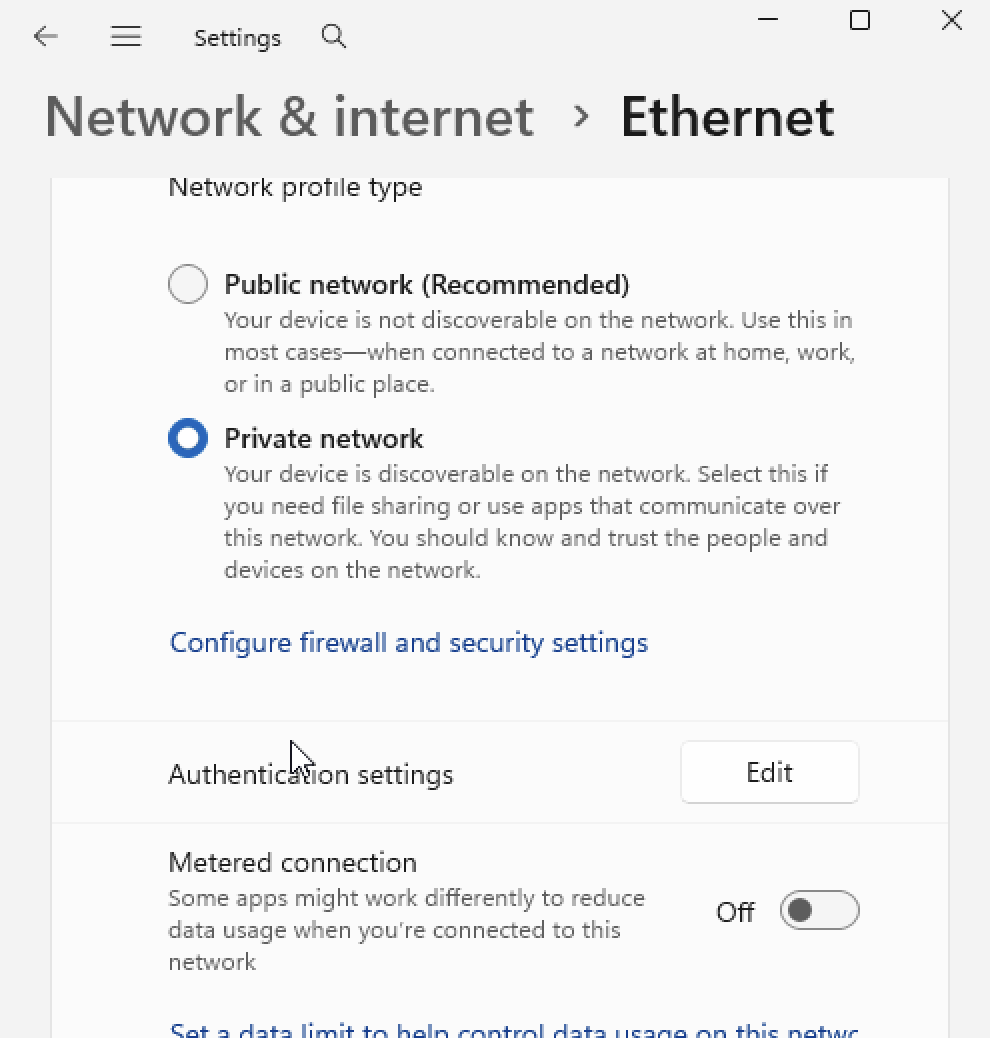 Settings
Network & internet > Ethernet
Network profile type
Public network (Recommended)
Your device is not discoverable on the network. Use this in
most cases—when connected to a network at home, work,
or in a public place.
Private network
Your device is discoverable on the network. Select this if
you need file sharing or use apps that communicate over
this network. You should know and trust the people and
devices on the network.
Configure firewall and security settings
Authentication settings
Edit
Metered connection
Some apps might work differently to reduce
data usage when you're connected to this
network
Off
Set a data limit to help control data usage on this netwo